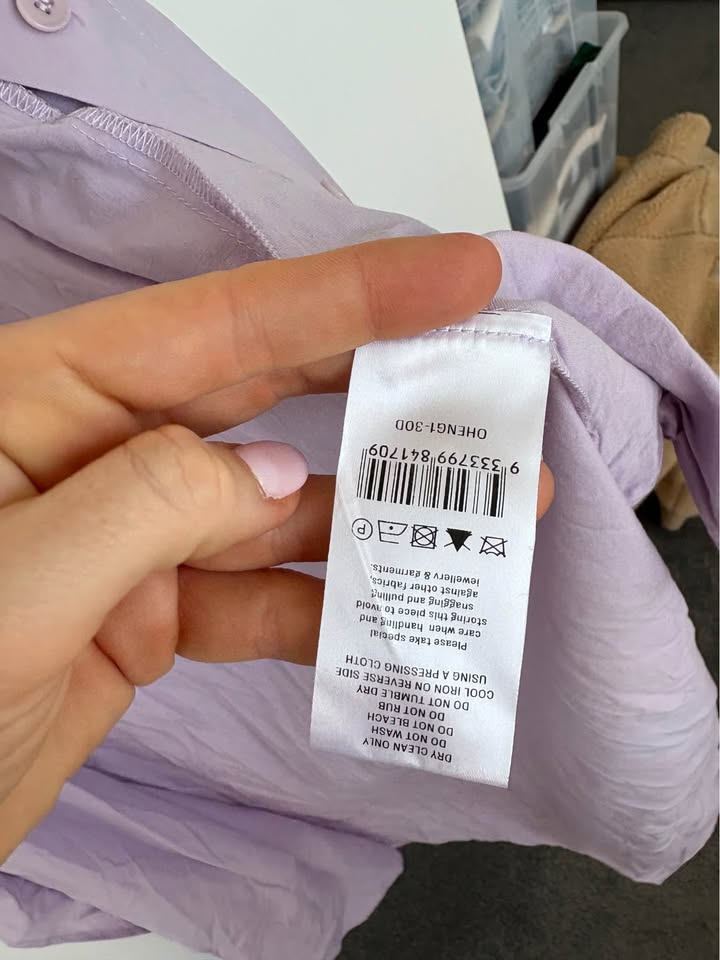 DRY CLEAN ONLY
DO NOT WASH
DO NOT BLEACH
DO NOT RUB
DO NOT TUMBLE DRY
COOL IRON ON REVERSE SIDE
USING A PRESSING CLOTH
Please take special
care when handling and
storing this piece to avoid
snagging and pulling
against other fabrics,
jewellery & garments.
P
9 333799 841709
OHENG1-30D